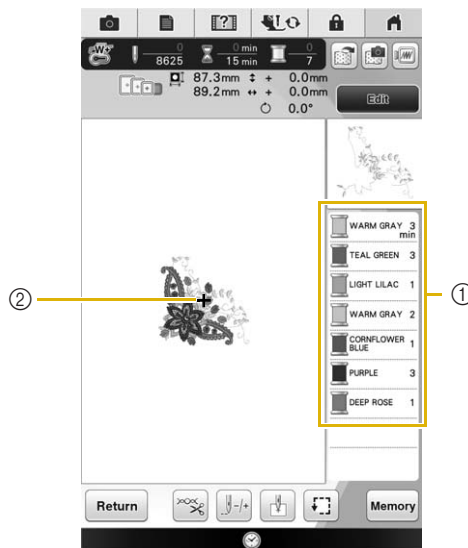 ?
W+
0
8625
0 min
15 min
0
7
87.3mm + 0.0mm
89.2mm + 0.0mm
0.0°
Edit
WARM GRAY 3
min
TEAL GREEN 3
LIGHT LILAC 1
WARM GRAY 2
CORNFLOWER
BLUE 1
PURPLE 3
DEEP ROSE 1
①
②
Return
-/+
Memory